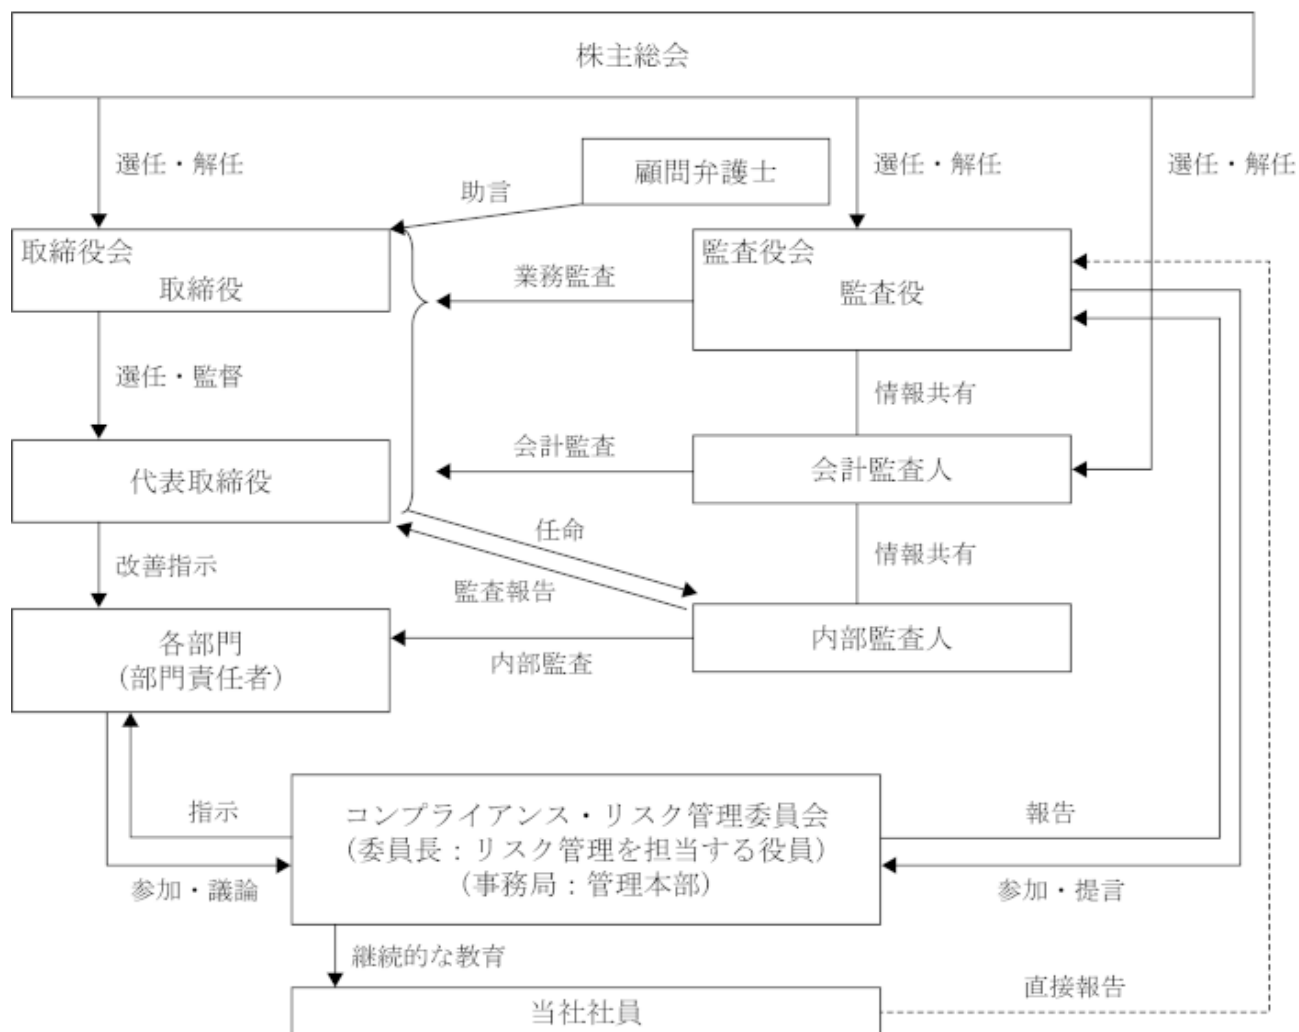 株主総会
選任・解任
選任・解任
選任・解任
顧問弁護士
助言
取締役会
取締役
監査役会
監査役
業務監査
選任・監督
情報共有
会計監査
代表取締役
会計監査人
任命
改善指示
情報共有
監査報告
各部門
(部門責任者)
内部監査人
内部監査
指示
コンプライアンス・リスク管理委員会
(委員長：リスク管理を担当する役員)
(事務局：管理本部)
報告
参加・議論
参加・提言
継続的な教育
直接報告
当社社員